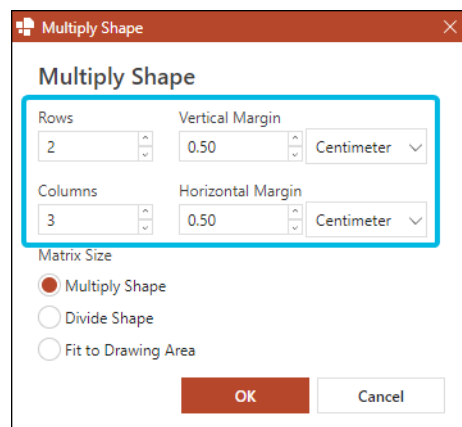 Multiply Shape
Multiply Shape
Rows Vertical Margin
2 0.50 Centimeter
Columns Horizontal Margin
3 0.50 Centimeter
Matrix Size
Multiply Shape
Divide Shape
Fit to Drawing Area
OK Cancel